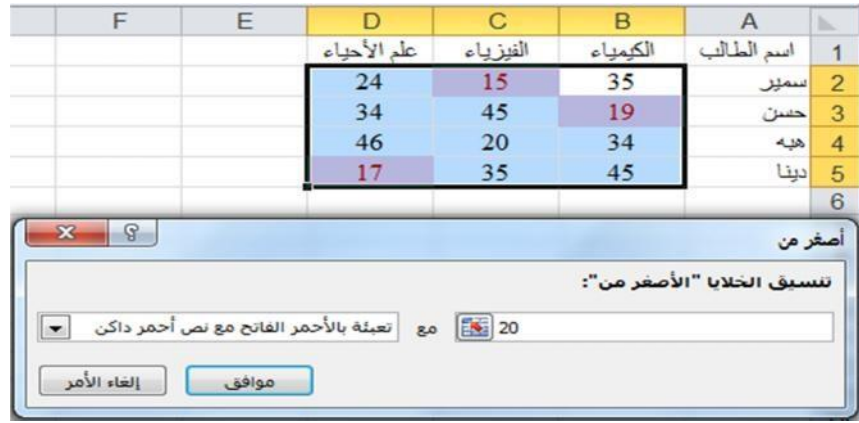 A B C D E F
1 اسم الطالب الكيمياء الفيزياء علم الأحياء
2 سمير 35 15 24
3 حسن 19 45 34
4 هبه 34 20 46
5 دينا 45 35 17
6
أصغر من
تنسيق الخلايا "الأصغر من":
20 مع تعبئة بالأحمر الفاتح مع نص أحمر داكن
موافق إلغاء الأمر